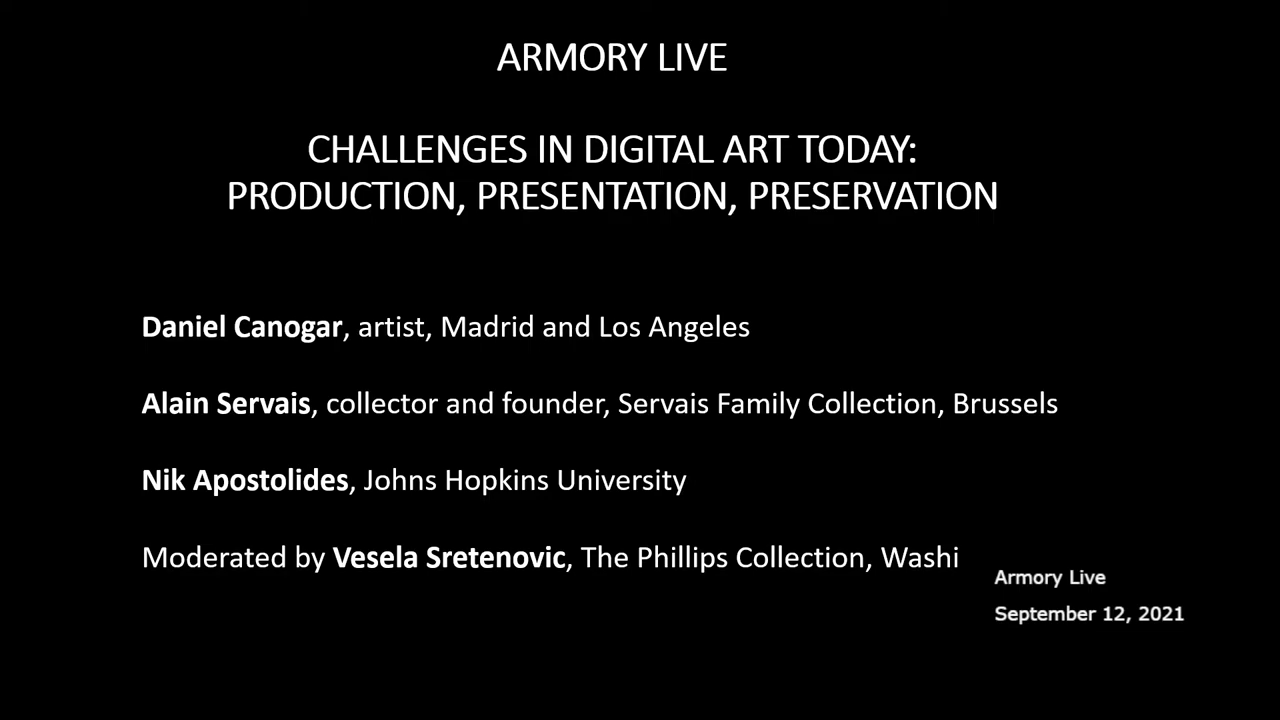 ARMORY LIVE
CHALLENGES IN DIGITAL ART TODAY:
PRODUCTION, PRESENTATION, PRESERVATION
Daniel Canogar, artist, Madrid and Los Angeles
Alain Servais, collector and founder, Servais Family Collection, Brussels
Nik Apostolides, Johns Hopkins University
Moderated by Vesela Sretenovic, The Phillips Collection, Washi
Armory Live
September 12, 2021